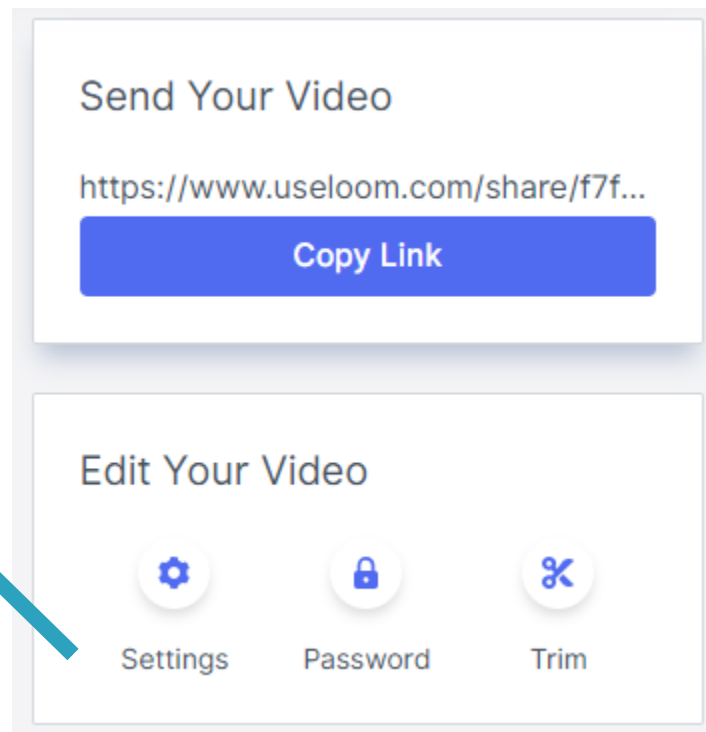 Send Your Video
https://www.useloom.com/share/f7f...
Copy Link
Edit Your Video
Settings Password Trim